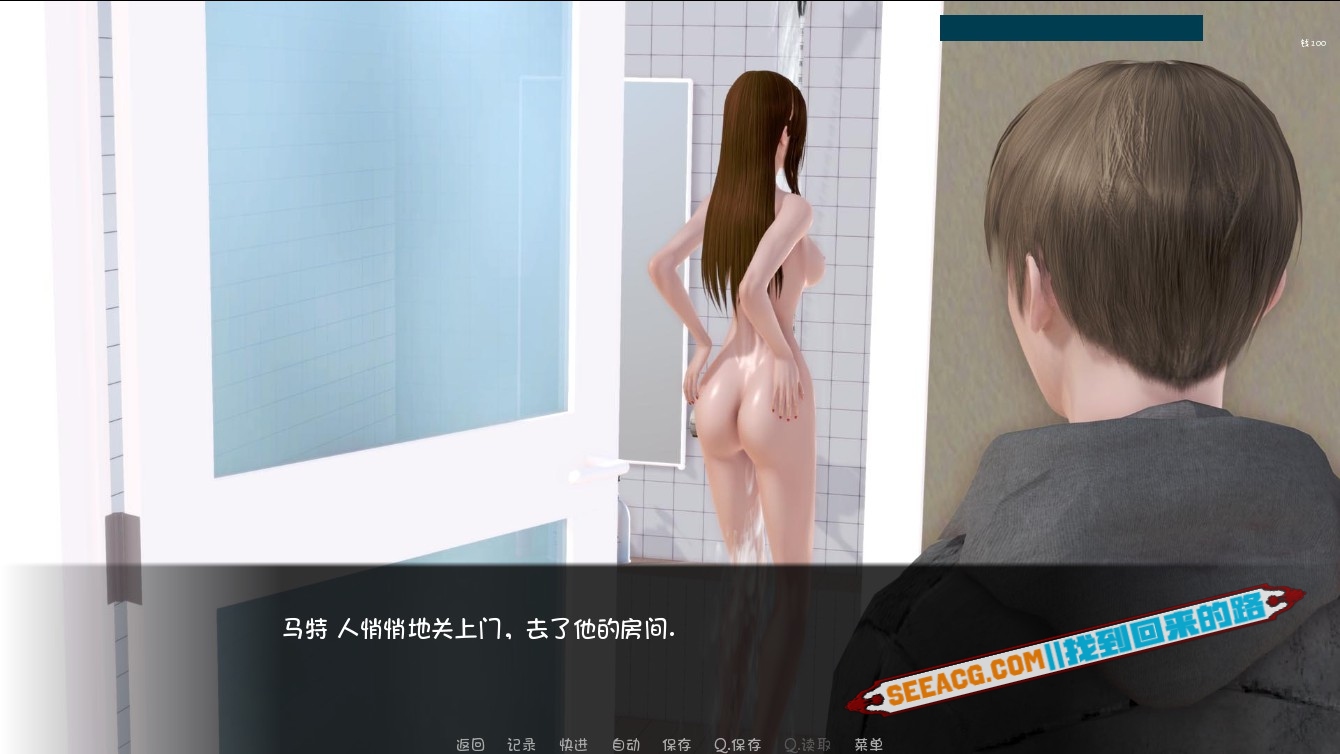 钱 200
马特 人悄悄地关上门，去了他的房间.
SEEACG.COM||找到回来的路
返回 记录 快进 自动 保存 Q.保存 Q.读取 菜单